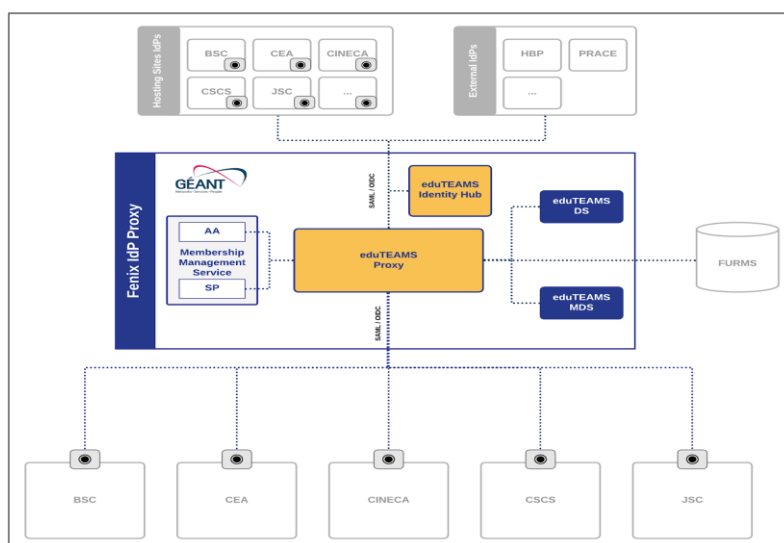 Hosting Sites IdPs
BSC
CEA
CINECA
CSCS
JSC
...
External IdPs
HBP
PRACE
...
Fenix IdP Proxy
GÉANT
SAML / OIDC
eduTEAMS
Identity Hub
AA
Membership
Management
Service
SP
eduTEAMS
Proxy
eduTEAMS
DS
eduTEAMS
MDS
FURMS
SAML / OIDC
BSC
CEA
CINECA
CSCS
JSC